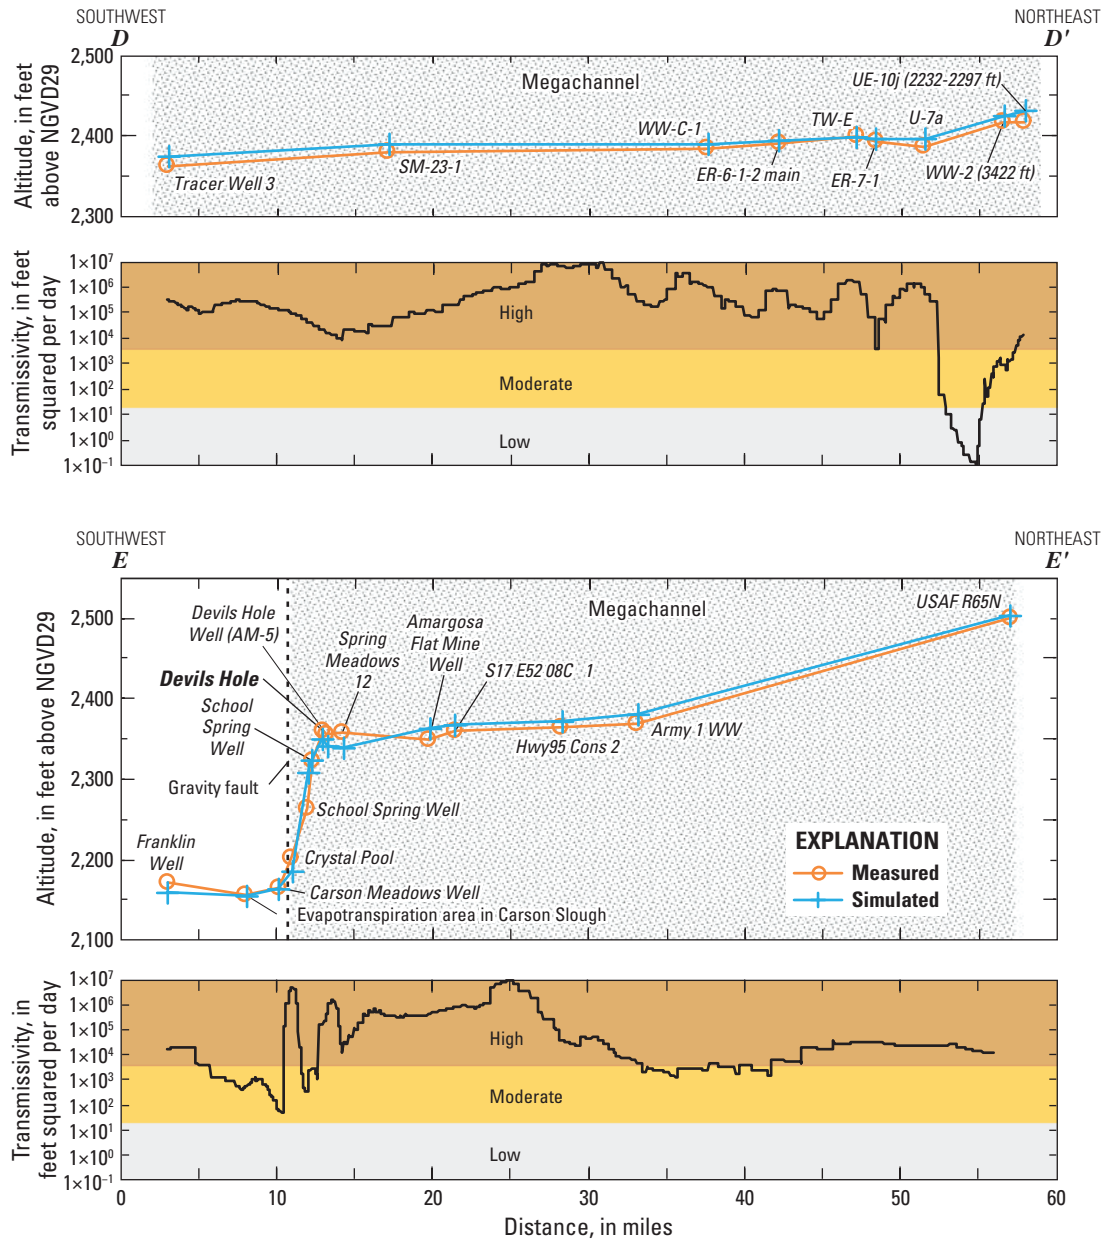 SOUTHWEST
D
NORTHEAST
D'
Altitude, in feet
above NGVD29
2,500
2,400
2,300
Megachannel
UE-10j (2232-2297 ft)
TW-E
U-7a
WW-C-1
SM-23-1
Tracer Well 3
ER-6-1-2 main
ER-7-1
WW-2 (3422 ft)
Transmissivity, in feet
squared per day
1×10⁷
1×10⁶
1×10⁵
1×10⁴
1×10³
1×10²
1×10¹
1×10⁰
1×10⁻¹
High
Moderate
Low
SOUTHWEST
E
NORTHEAST
E'
Altitude, in feet above NGVD29
2,500
2,400
2,300
2,200
2,100
Devils Hole
Well (AM-5)
Devils Hole
School
Spring
Well
Gravity fault
Franklin
Well
Spring
Meadows
12
Amargosa
Flat Mine
Well
Megachannel
S17 E52 08C 1
USAF R65N
Hwy95 Cons 2
Army 1 WW
School Spring Well
Crystal Pool
Carson Meadows Well
Evapotranspiration area in Carson Slough
EXPLANATION
Measured
Simulated
Transmissivity, in
feet squared per day
1×10⁷
1×10⁶
1×10⁵
1×10⁴
1×10³
1×10²
1×10¹
1×10⁰
1×10⁻¹
High
Moderate
Low
0
10
20
30
40
50
60
Distance, in miles